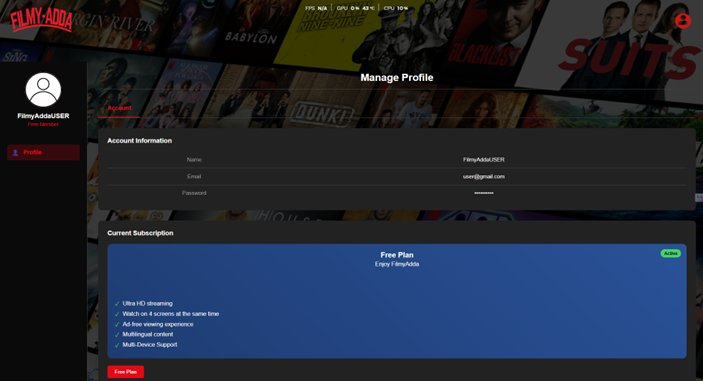 FPS N/A GPU 0% 43°C CPU 10%
FILMY-ADDA
BROOKLYN
NINE-NINE
VIRGIN RIVER
SING
BABYLON
THE BLACKLIST
SUITS
DUNKI
Manage Profile
FilmyAddaUSER
Free Member
Profile
Account
Account Information
Name FilmyAddaUSER
Email user@gmail.com
Password ••••••••••
Current Subscription
Free Plan
Active
Enjoy FilmyAdda
✓ Ultra HD streaming
✓ Watch on 4 screens at the same time
✓ Ad-free viewing experience
✓ Multilingual content
✓ Multi-Device Support
Free Plan